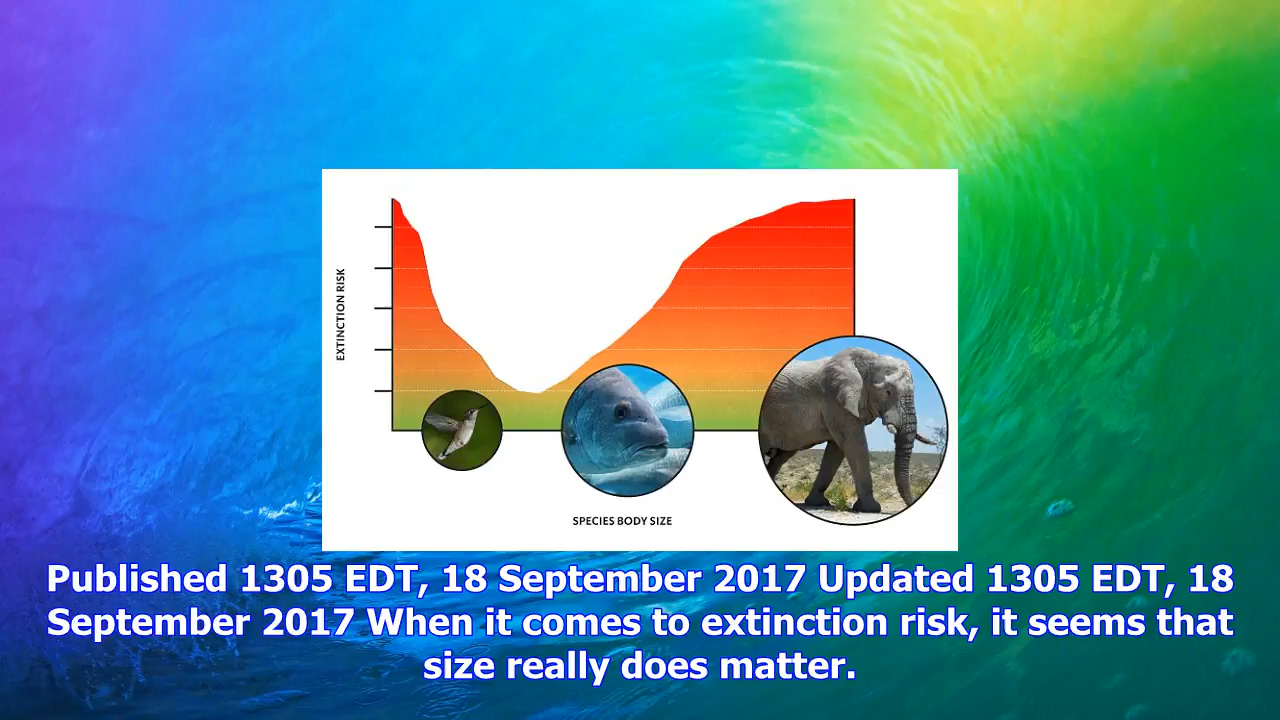 EXTINCTION RISK
SPECIES BODY SIZE
Published 1305 EDT, 18 September 2017 Updated 1305 EDT, 18
September 2017 When it comes to extinction risk, it seems that
size really does matter.